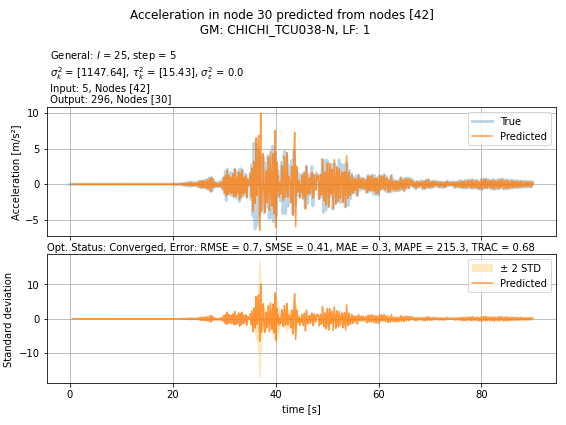 Acceleration in node 30 predicted from nodes [42]
GM: CHICHI_TCU038-N, LF: 1
General: l = 25, step = 5
σ²ₖ = [1147.64], τ²ₖ = [15.43], σ²ε = 0.0
Input: 5, Nodes [42]
Output: 296, Nodes [30]
10
5
0
−5
Acceleration [m/s²]
True
Predicted
Opt. Status: Converged, Error: RMSE = 0.7, SMSE = 0.41, MAE = 0.3, MAPE = 215.3, TRAC = 0.68
10
0
−10
Standard deviation
± 2 STD
Predicted
0 20 40 60 80
time [s]